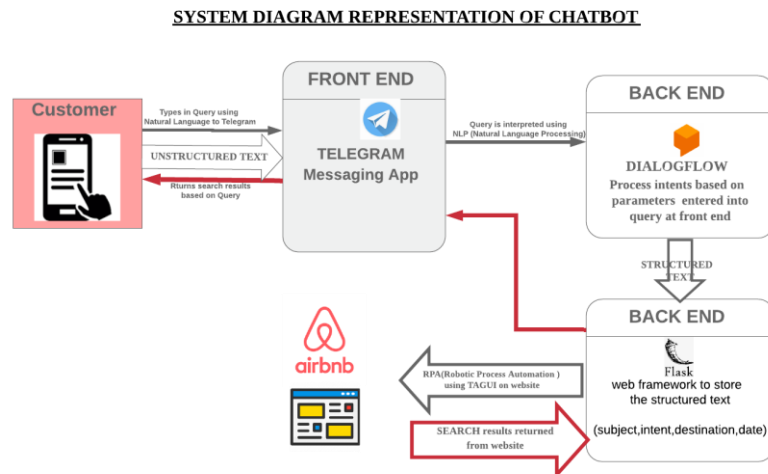 SYSTEM DIAGRAM REPRESENTATION OF CHATBOT
Customer
Types in Query using
Natural Language to Telegram
UNSTRUCTURED TEXT
Rturns search results
based on Query
FRONT END
TELEGRAM
Messaging App
Query is interpreted using
NLP (Natural Language Processing)
BACK END
DIALOGFLOW
Process intents based on
parameters entered into
query at front end
STRUCTURED
TEXT
BACK END
Flask
web framework to store
the structured text
(subject,intent,destination,date)
airbnb
RPA(Robotic Process Automation )
using TAGUI on website
SEARCH results returned
from website